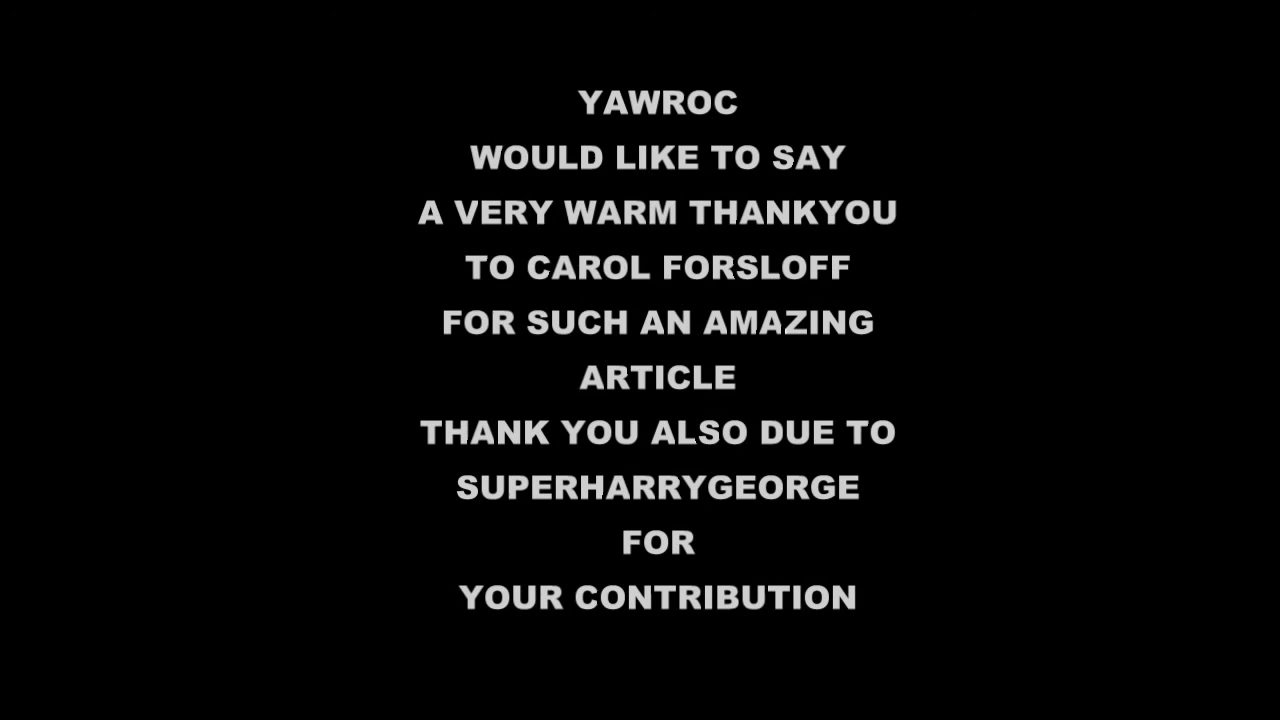 YAWROC
WOULD LIKE TO SAY
A VERY WARM THANKYOU
TO CAROL FORSLOFF
FOR SUCH AN AMAZING
ARTICLE
THANK YOU ALSO DUE TO
SUPERHARRYGEORGE
FOR
YOUR CONTRIBUTION